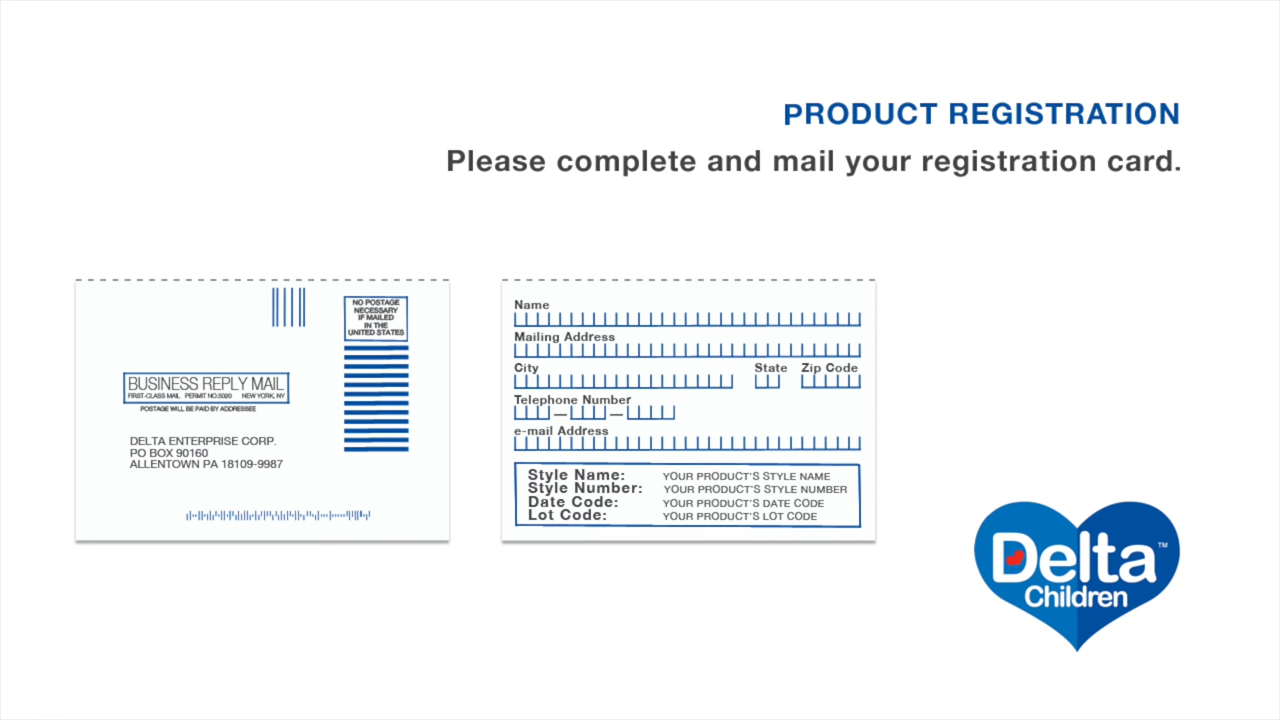 PRODUCT REGISTRATION
Please complete and mail your registration card.
NO POSTAGE
NECESSARY
IF MAILED
IN THE
UNITED STATES
BUSINESS REPLY MAIL
FIRST-CLASS MAIL PERMIT NO.5020 NEW YORK, NY
POSTAGE WILL BE PAID BY ADDRESSEE
DELTA ENTERPRISE CORP.
PO BOX 90160
ALLENTOWN PA 18109-9987
Name
Mailing Address
City State Zip Code
Telephone Number
e-mail Address
Style Name: YOUR PRODUCT'S STYLE NAME
Style Number: YOUR PRODUCT'S STYLE NUMBER
Date Code: YOUR PRODUCT'S DATE CODE
Lot Code: YOUR PRODUCT'S LOT CODE
Delta™
Children